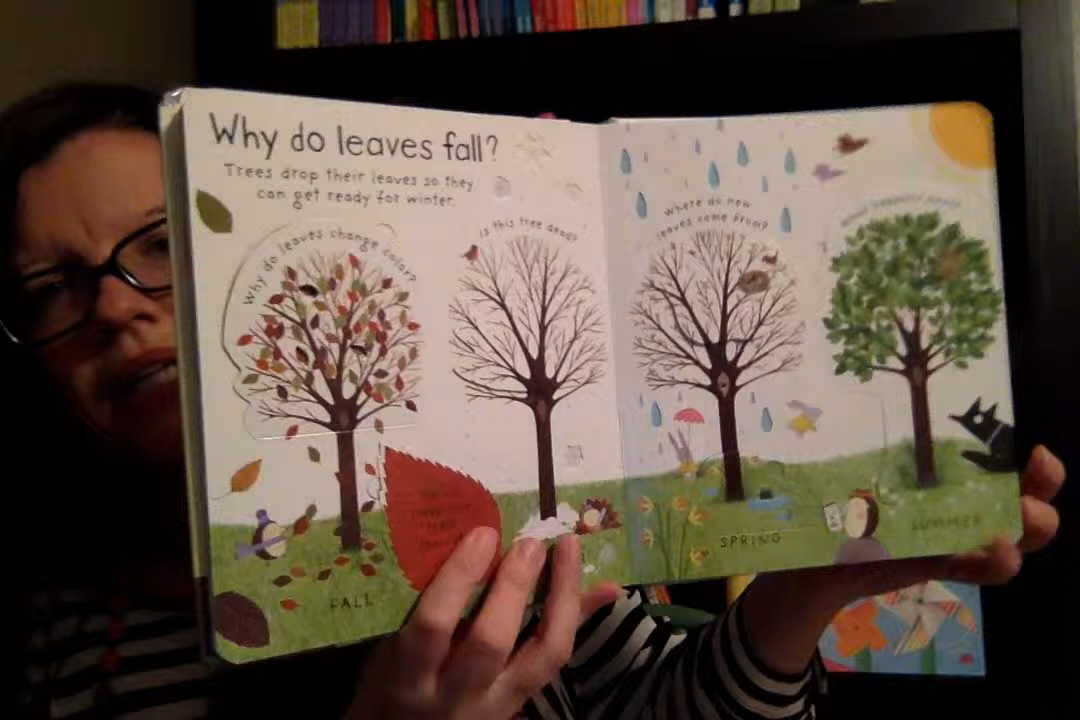 Why do leaves fall?
Trees drop their leaves so they
can get ready for winter.
Why do leaves change color?
Is this tree dead?
Where do new
leaves come from?
FALL
SPRING
SUMMER